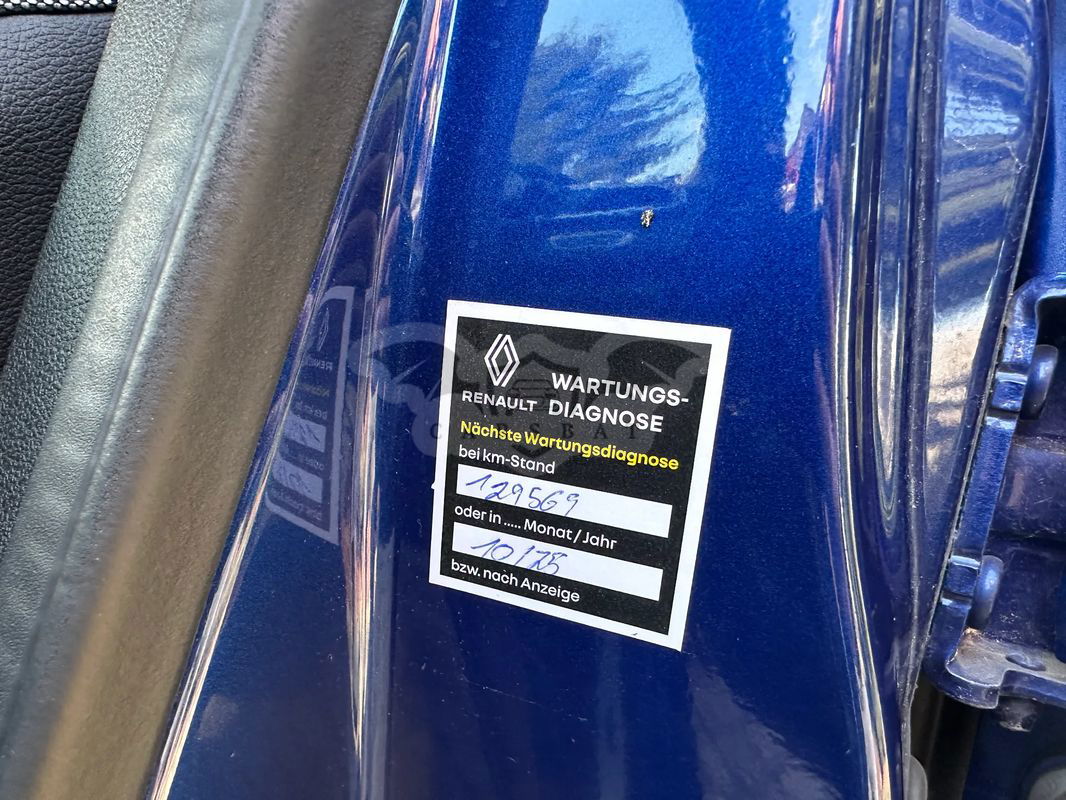 WARTUNGS-
RENAULT DIAGNOSE
Nächste Wartungsdiagnose
bei km-Stand
129569
oder in ..... Monat/Jahr
10/25
bzw. nach Anzeige